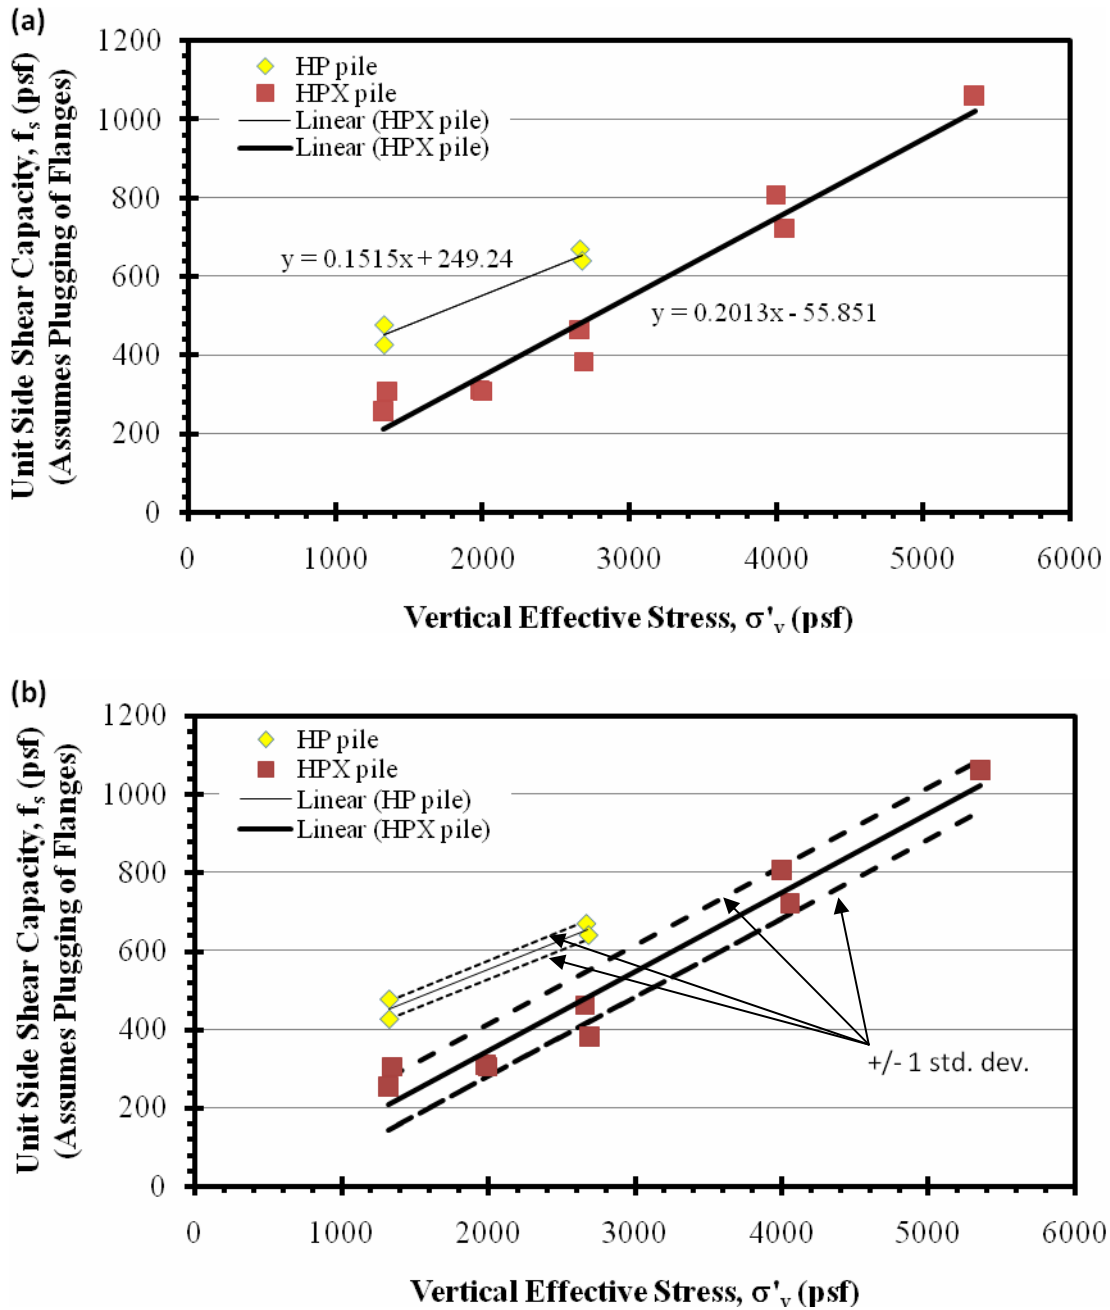 (a)
Unit Side Shear Capacity, fₛ (psf)
(Assumes Plugging of Flanges)
1200
1000
800
600
400
200
0
HP pile
HPX pile
Linear (HPX pile)
Linear (HPX pile)
y = 0.1515x + 249.24
y = 0.2013x - 55.851
0 1000 2000 3000 4000 5000 6000
Vertical Effective Stress, σ'ᵥ (psf)
(b)
Unit Side Shear Capacity, fₛ (psf)
(Assumes Plugging of Flanges)
1200
1000
800
600
400
200
0
HP pile
HPX pile
Linear (HP pile)
Linear (HPX pile)
+/- 1 std. dev.
0 1000 2000 3000 4000 5000 6000
Vertical Effective Stress, σ'ᵥ (psf)